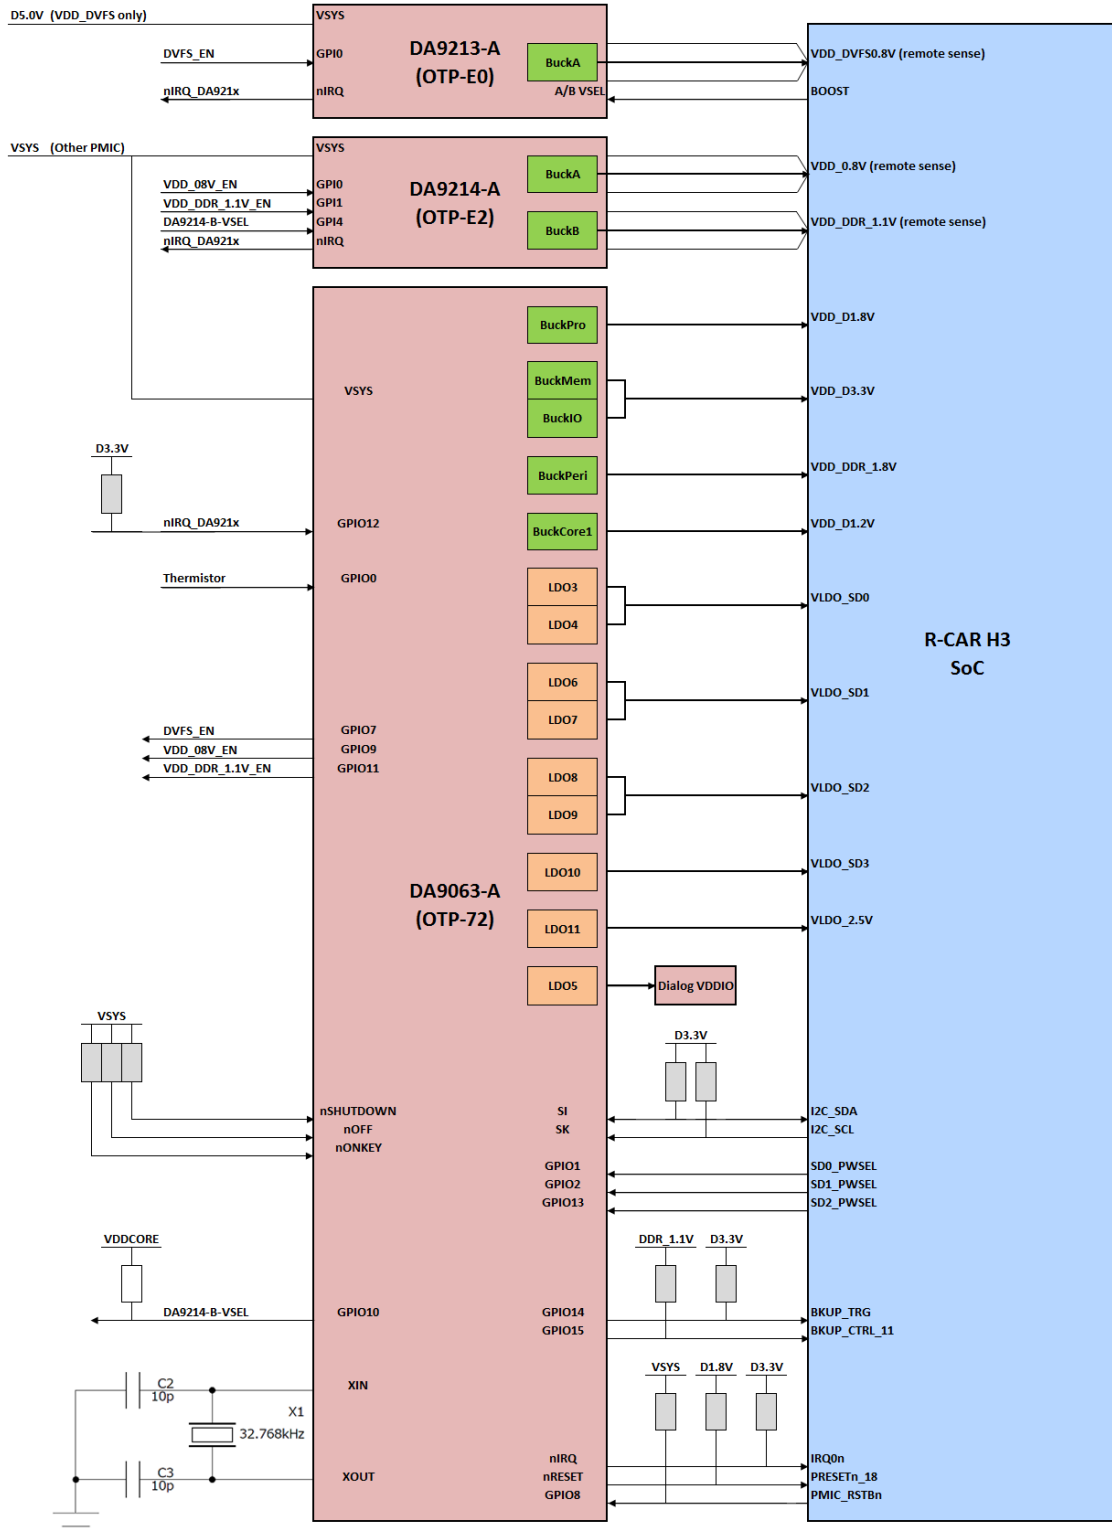 D5.0V (VDD_DVFS only)
VSYS
DA9213-A
(OTP-E0)
DVFS_EN
GPI0
BuckA
VDD_DVFS0.8V (remote sense)
nIRQ_DA921x
nIRQ
A/B VSEL
BOOST
VSYS (Other PMIC)
VSYS
DA9214-A
(OTP-E2)
BuckA
VDD_0.8V (remote sense)
VDD_08V_EN
GPI0
VDD_DDR_1.1V_EN
GPI1
DA9214-B-VSEL
GPI4
BuckB
VDD_DDR_1.1V (remote sense)
nIRQ_DA921x
nIRQ
BuckPro
VDD_D1.8V
VSYS
BuckMem
BuckIO
VDD_D3.3V
D3.3V
BuckPeri
VDD_DDR_1.8V
nIRQ_DA921x
GPIO12
BuckCore1
VDD_D1.2V
Thermistor
GPIO0
LDO3
LDO4
VLDO_SD0
R-CAR H3
SoC
LDO6
LDO7
VLDO_SD1
DVFS_EN
GPIO7
VDD_08V_EN
GPIO9
VDD_DDR_1.1V_EN
GPIO11
LDO8
LDO9
VLDO_SD2
DA9063-A
(OTP-72)
LDO10
VLDO_SD3
LDO11
VLDO_2.5V
LDO5
Dialog VDDIO
VSYS
D3.3V
nSHUTDOWN
SI
I2C_SDA
nOFF
SK
I2C_SCL
nONKEY
GPIO1
SD0_PWSEL
GPIO2
SD1_PWSEL
GPIO13
SD2_PWSEL
VDDCORE
DDR_1.1V
D3.3V
DA9214-B-VSEL
GPIO10
GPIO14
BKUP_TRG
GPIO15
BKUP_CTRL_11
VSYS
D1.8V
D3.3V
C2
10p
XIN
X1
32.768kHz
C3
10p
XOUT
nIRQ
IRQ0n
nRESET
PRESETn_18
GPIO8
PMIC_RSTBn